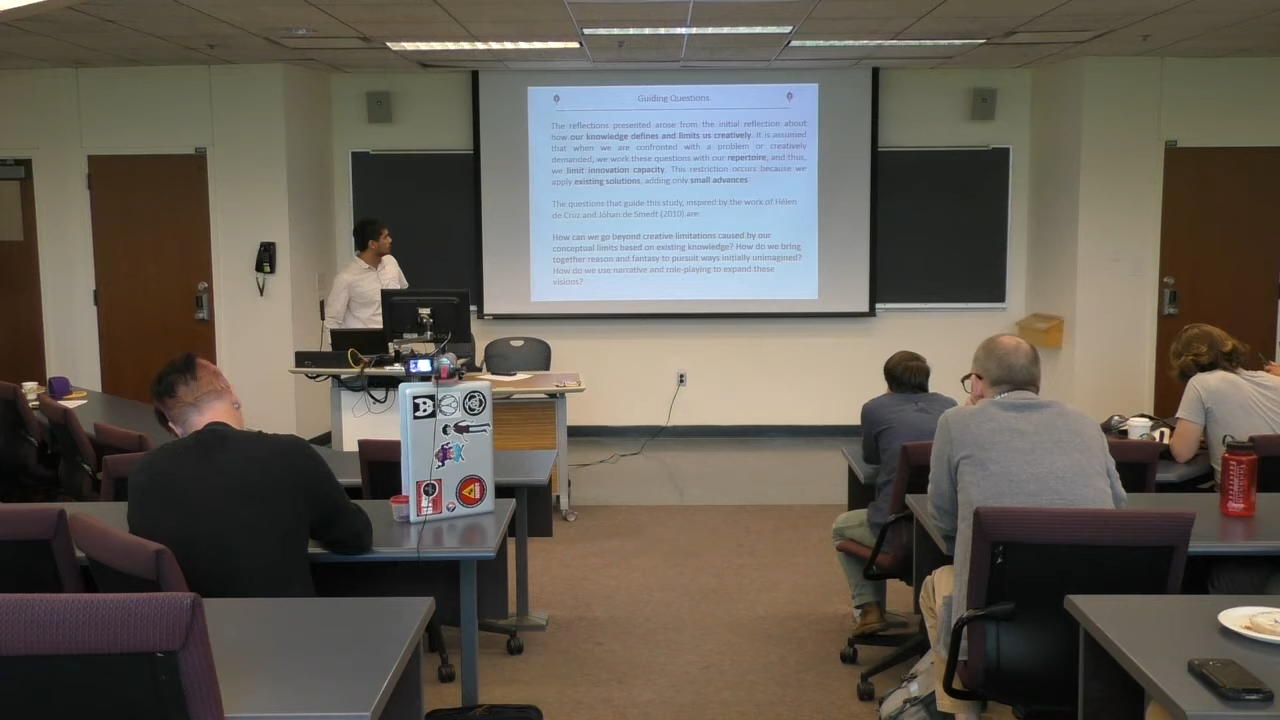 Guiding Questions
The reflections presented arose from the initial reflection about
how our knowledge defines and limits us creatively. It is assumed
that when we are confronted with a problem or creatively
demanded, we work these questions with our repertoire, and thus,
we limit innovation capacity. This restriction occurs because we
apply existing solutions, adding only small advances
The questions that guide this study, inspired by the work of Hélen
de Cruz and Jóhan de Smedt (2010) are:
How can we go beyond creative limitations caused by our
conceptual limits based on existing knowledge? How do we bring
together reason and fantasy to pursuit ways initially unimagined?
How do we use narrative and role-playing to expand these
visions?